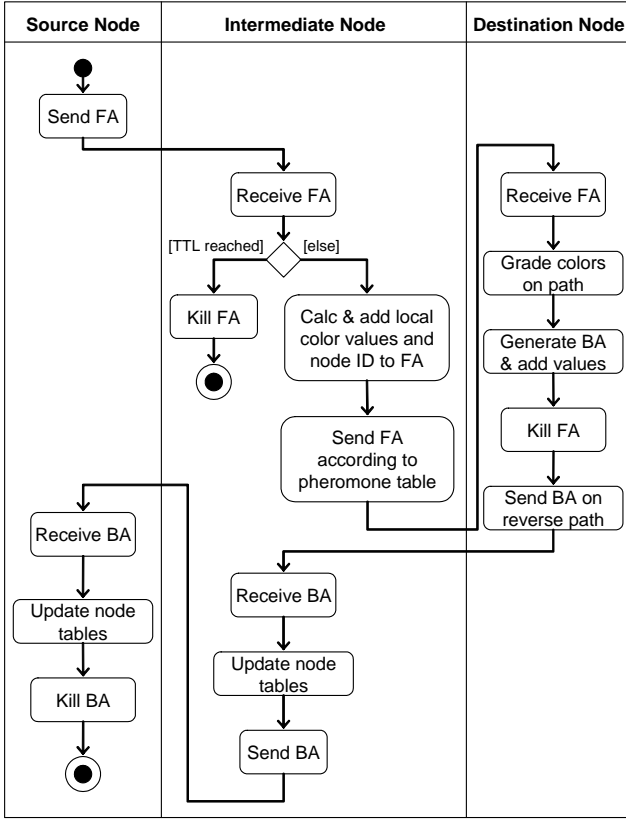 Source Node
Intermediate Node
Destination Node
Send FA
Receive FA
[TTL reached]
[else]
Kill FA
Calc & add local
color values and
node ID to FA
Send FA
according to
pheromone table
Receive FA
Grade colors
on path
Generate BA
& add values
Kill FA
Send BA on
reverse path
Receive BA
Update node
tables
Send BA
Receive BA
Update node
tables
Kill BA